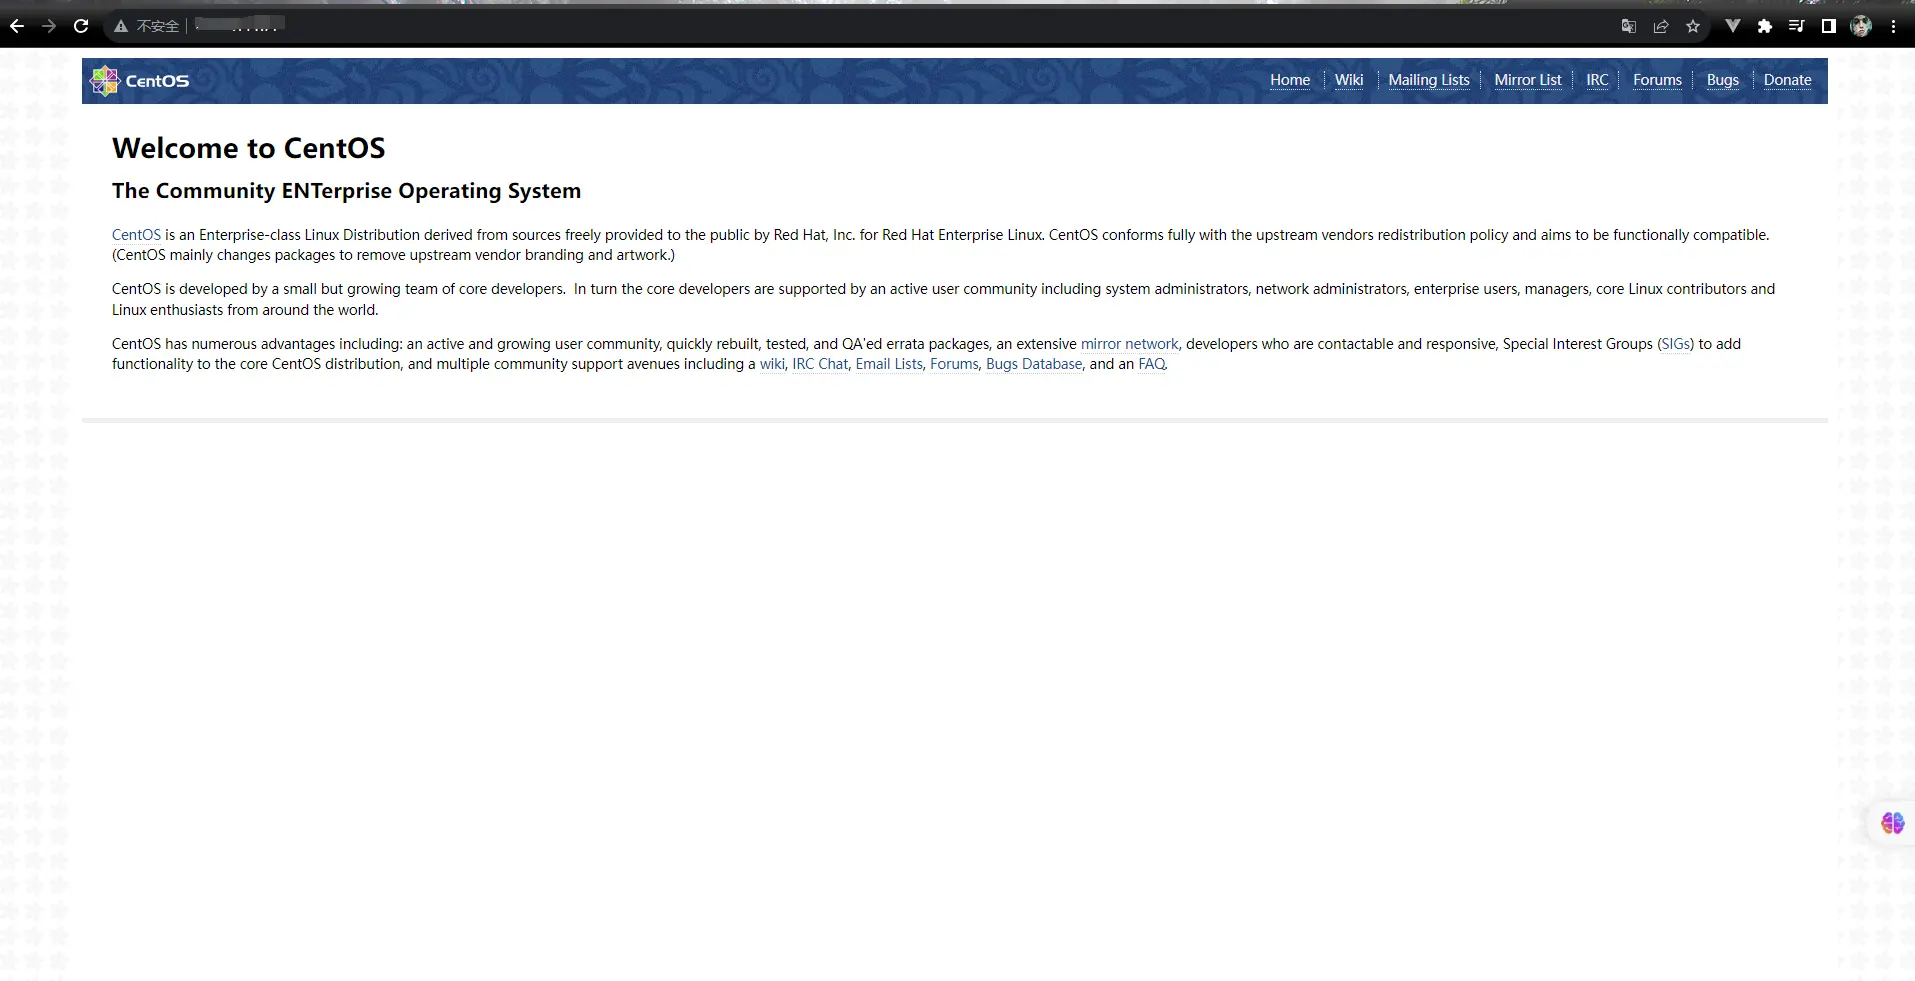 不安全
CentOS
Home Wiki Mailing Lists Mirror List IRC Forums Bugs Donate
Welcome to CentOS
The Community ENTerprise Operating System
CentOS is an Enterprise-class Linux Distribution derived from sources freely provided to the public by Red Hat, Inc. for Red Hat Enterprise Linux. CentOS conforms fully with the upstream vendors redistribution policy and aims to be functionally compatible.
(CentOS mainly changes packages to remove upstream vendor branding and artwork.)
CentOS is developed by a small but growing team of core developers.  In turn the core developers are supported by an active user community including system administrators, network administrators, enterprise users, managers, core Linux contributors and
Linux enthusiasts from around the world.
CentOS has numerous advantages including: an active and growing user community, quickly rebuilt, tested, and QA'ed errata packages, an extensive mirror network, developers who are contactable and responsive, Special Interest Groups (SIGs) to add
functionality to the core CentOS distribution, and multiple community support avenues including a wiki, IRC Chat, Email Lists, Forums, Bugs Database, and an FAQ.